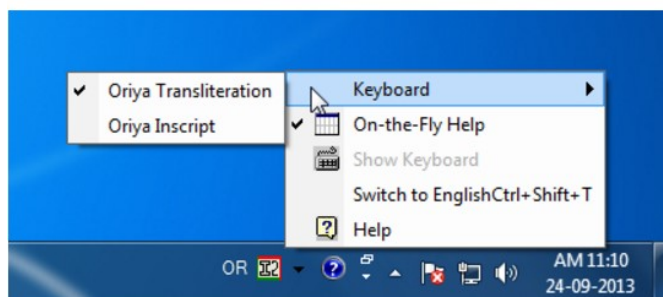 Oriya Transliteration
Oriya Inscript
Keyboard
On-the-Fly Help
Show Keyboard
Switch to EnglishCtrl+Shift+T
Help
OR
AM 11:10
24-09-2013